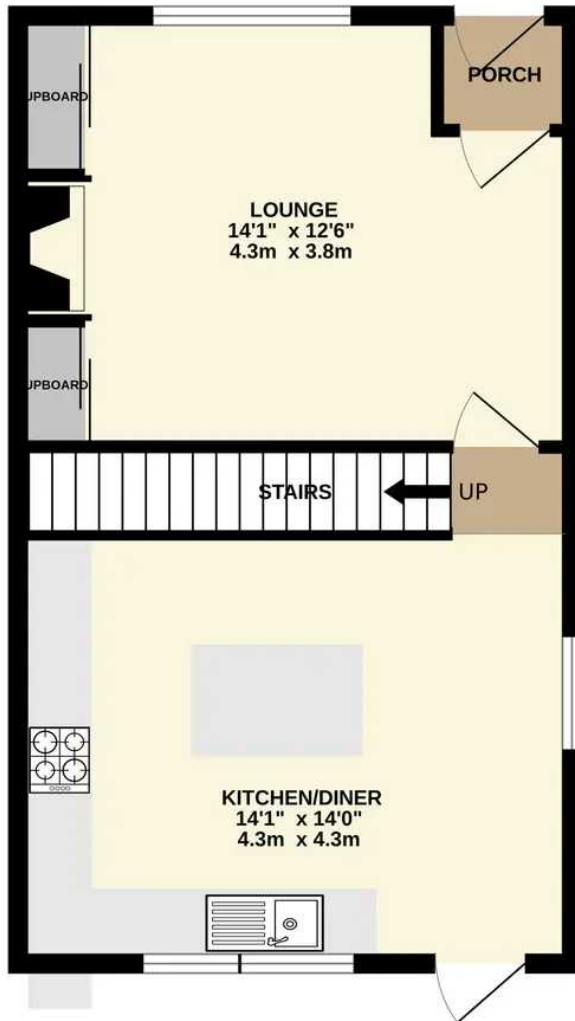 PORCH
UPBOARD
LOUNGE
14'1" x 12'6"
4.3m x 3.8m
UPBOARD
STAIRS
UP
KITCHEN/DINER
14'1" x 14'0"
4.3m x 4.3m